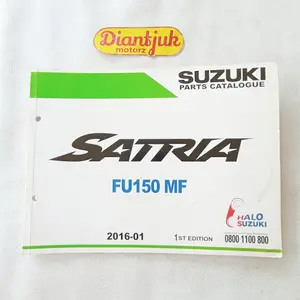 Diantjuk
motorz
SUZUKI
PARTS CATALOGUE
SATRIA
FU150 MF
HALO
SUZUKI
2016-01
1ST EDITION
0800 1100 800